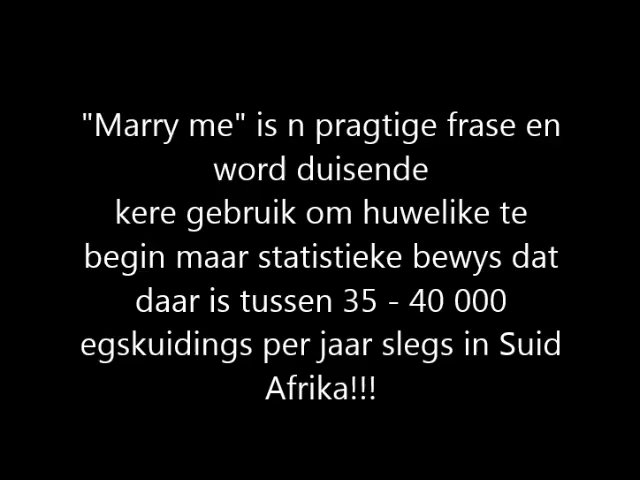 "Marry me" is n pragtige frase en
word duisende
kere gebruik om huwelike te
begin maar statistieke bewys dat
daar is tussen 35 - 40 000
egskuidings per jaar slegs in Suid
Afrika!!!